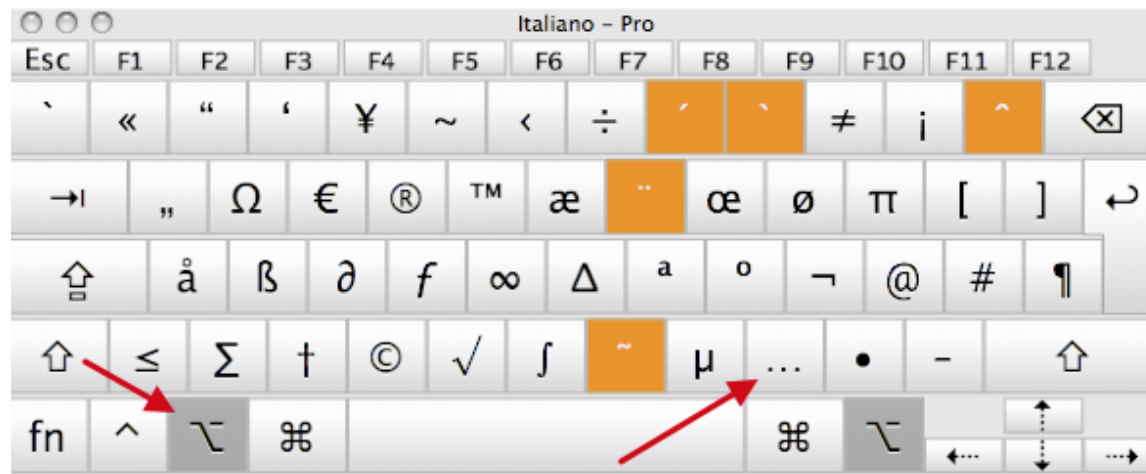 Italiano – Pro
Esc F1 F2 F3 F4 F5 F6 F7 F8 F9 F10 F11 F12
` « “ ‘ ¥ ~ ‹ ÷ ´ ` ≠ ¡ ˆ ⌫
⇥ „ Ω € ® ™ æ ¨ œ ø π [ ] ↩
⇪ å ß ∂ ƒ ∞ ∆ ª º ¬ @ # ¶
⇧ ≤ ∑ † © √ ∫ ˜ µ … • – ⇧
fn ^ ⌥ ⌘ ⌘ ⌥ ⇠ ⇡ ⇣ ⇢